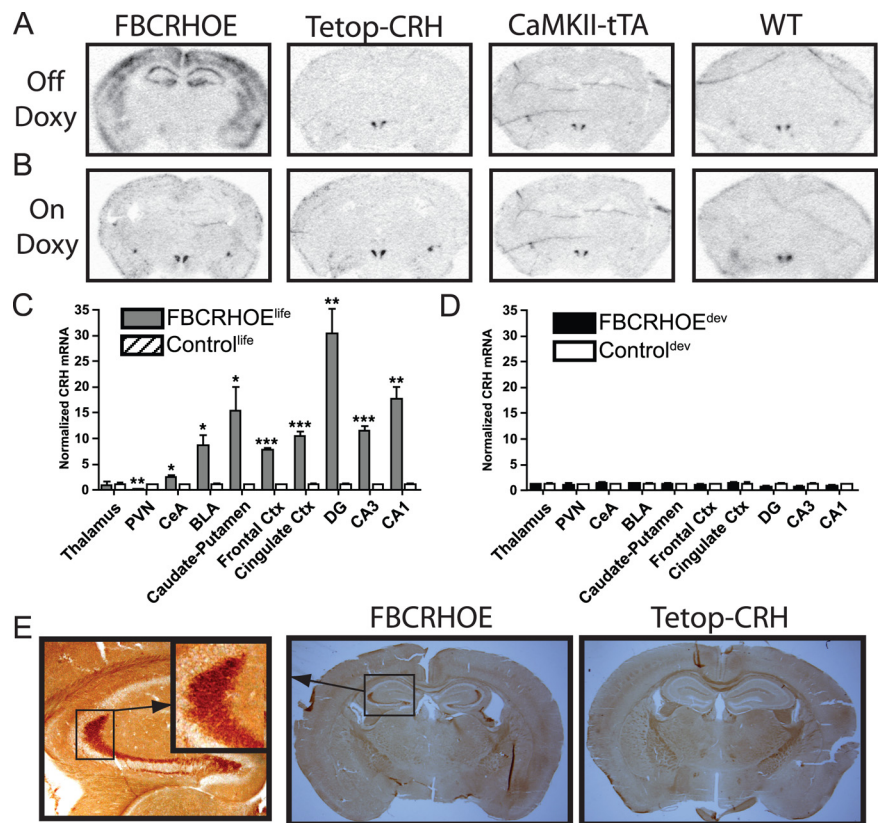 A
FBCRHOE Tetop-CRH CaMKII-tTA WT
Off
Doxy
B
On
Doxy
C
35
30
25
20
15
10
5
0
Normalized CRH mRNA
FBCRHOE^life
Control^life
** * * * *** *** ** *** **
Thalamus PVN CeA BLA Caudate-Putamen Frontal Ctx Cingulate Ctx DG CA3 CA1
D
35
30
25
20
15
10
5
0
Normalized CRH mRNA
FBCRHOE^dev
Control^dev
Thalamus PVN CeA BLA Caudate-Putamen Frontal Ctx Cingulate Ctx DG CA3 CA1
E
FBCRHOE Tetop-CRH